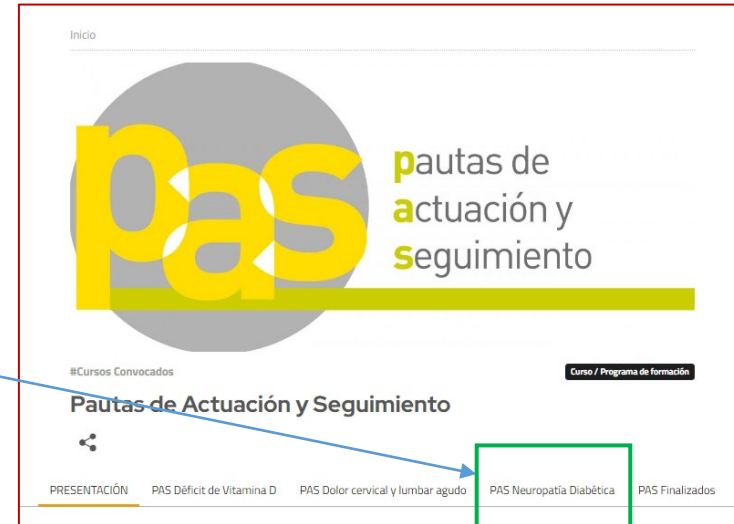 Inicio
pas
pautas de
actuación y
seguimiento
#Cursos Convocados
Curso / Programa de formación
Pautas de Actuación y Seguimiento
PRESENTACIÓN PAS Déficit de Vitamina D PAS Dolor cervical y lumbar agudo PAS Neuropatía Diabética PAS Finalizados